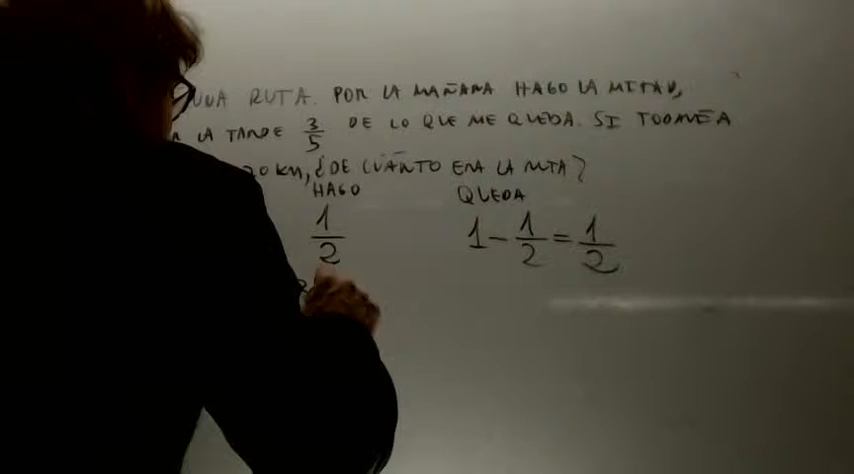 UNA RUTA. POR LA MAÑANA HAGO LA MITAD,
LA TARDE 3/5 DE LO QUE ME QUEDA. SI TODAVÍA
20 KM, ¿DE CUÁNTO ERA LA RUTA?
HAGO QUEDA
1/2 1 - 1/2 = 1/2